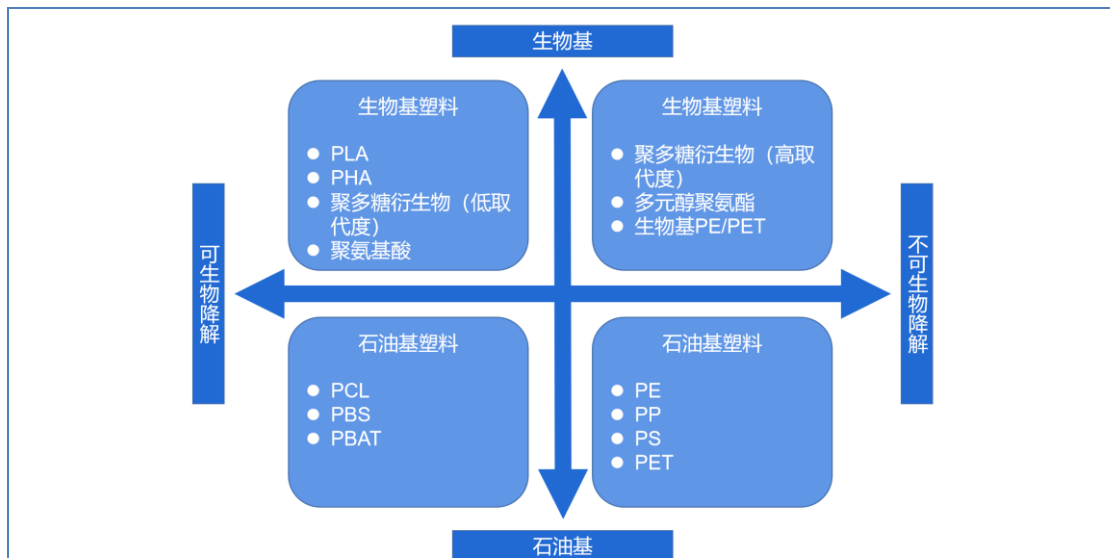 生物基
生物基塑料
PLA
PHA
聚多糖衍生物（低取
代度）
聚氨基酸
生物基塑料
聚多糖衍生物（高取
代度）
多元醇聚氨酯
生物基PE/PET
可生物降解
不可生物降解
石油基塑料
PCL
PBS
PBAT
石油基塑料
PE
PP
PS
PET
石油基